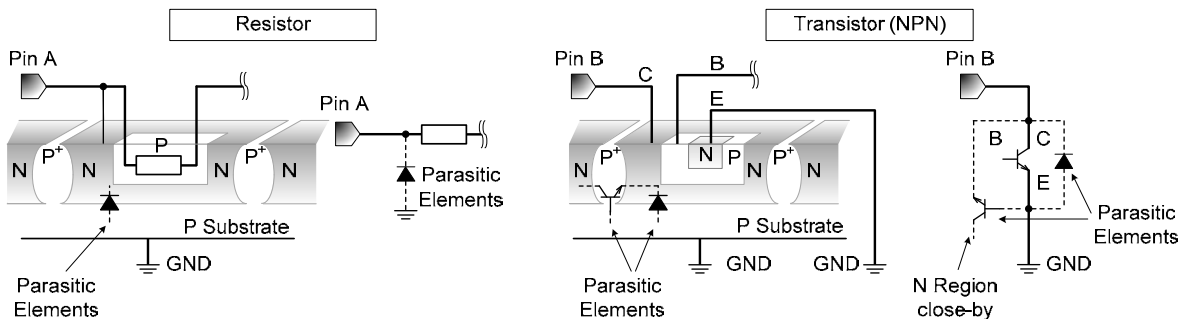 Resistor
Transistor (NPN)
Pin A
Pin A
N
P+
N
P
N
P+
N
Parasitic
Elements
P Substrate
GND
Parasitic
Elements
Pin B
C
B
E
N
P+
N
N
P
N
P+
N
P Substrate
GND
GND
Parasitic
Elements
Pin B
B
C
E
Parasitic
Elements
N Region
close-by